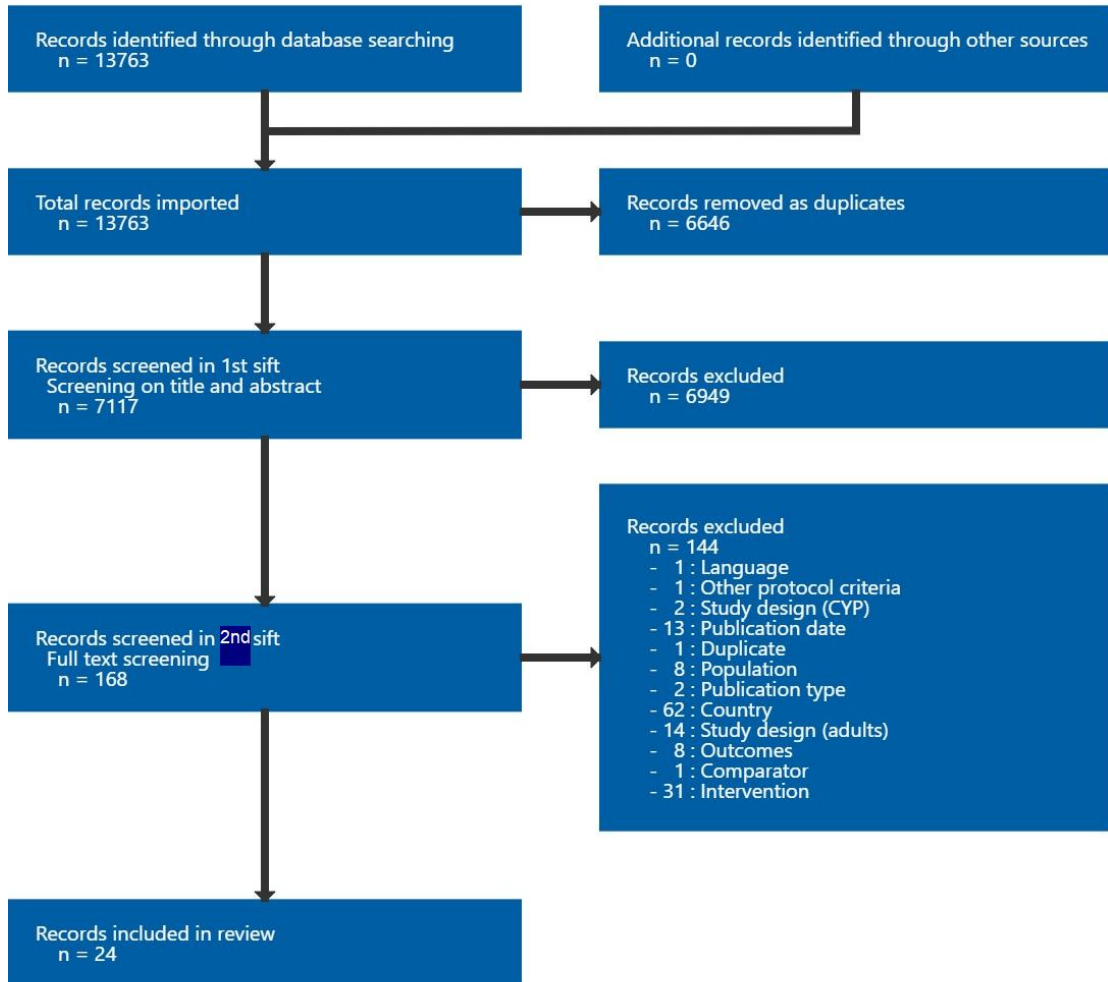 Records identified through database searching
n = 13763
Additional records identified through other sources
n = 0
Total records imported
n = 13763
Records removed as duplicates
n = 6646
Records screened in 1st sift
Screening on title and abstract
n = 7117
Records excluded
n = 6949
Records screened in 2nd sift
Full text screening
n = 168
Records excluded
n = 144
- 1 : Language
- 1 : Other protocol criteria
- 2 : Study design (CYP)
- 13 : Publication date
- 1 : Duplicate
- 8 : Population
- 2 : Publication type
- 62 : Country
- 14 : Study design (adults)
- 8 : Outcomes
- 1 : Comparator
- 31 : Intervention
Records included in review
n = 24